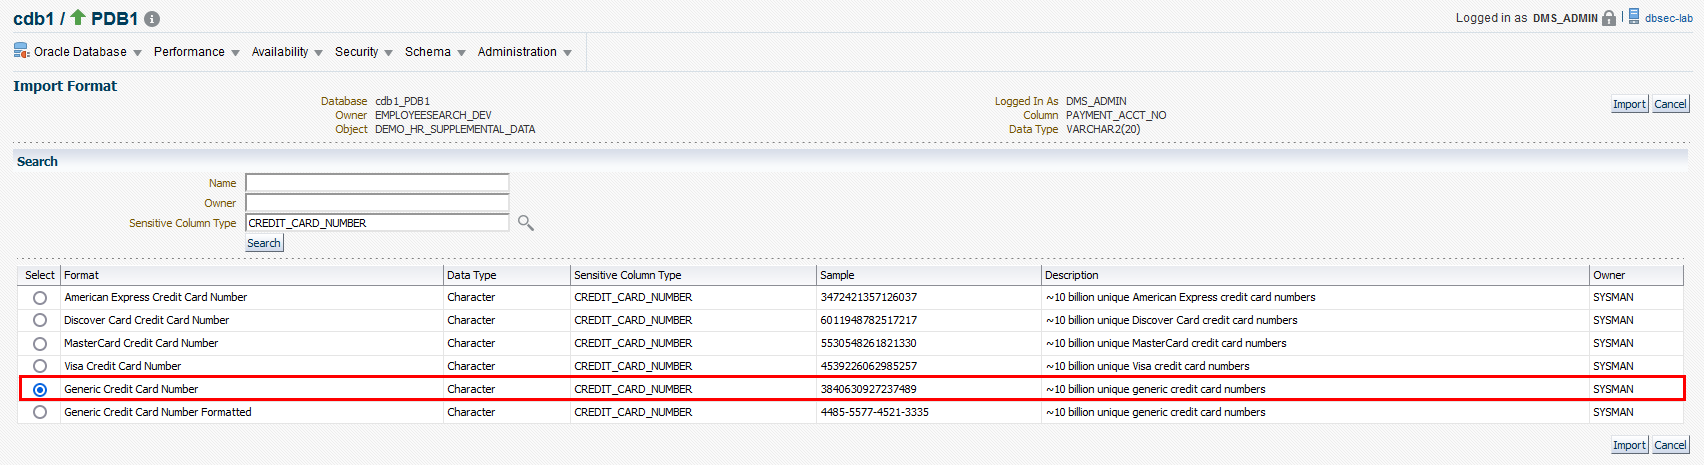 cdb1 / PDB1
Logged in as DMS_ADMIN | dbsec-lab
Oracle Database Performance Availability Security Schema Administration
Import Format
Database cdb1_PDB1 Logged In As DMS_ADMIN Import Cancel
Owner EMPLOYEESEARCH_DEV Column PAYMENT_ACCT_NO
Object DEMO_HR_SUPPLEMENTAL_DATA Data Type VARCHAR2(20)
Search
Name
Owner
Sensitive Column Type CREDIT_CARD_NUMBER
Search
Select Format Data Type Sensitive Column Type Sample Description Owner
American Express Credit Card Number Character CREDIT_CARD_NUMBER 3472421357126037 ~10 billion unique American Express credit card numbers SYSMAN
Discover Card Credit Card Number Character CREDIT_CARD_NUMBER 6011948782517217 ~10 billion unique Discover Card credit card numbers SYSMAN
MasterCard Credit Card Number Character CREDIT_CARD_NUMBER 5530548261821330 ~10 billion unique MasterCard credit card numbers SYSMAN
Visa Credit Card Number Character CREDIT_CARD_NUMBER 4539226062985257 ~10 billion unique Visa credit card numbers SYSMAN
Generic Credit Card Number Character CREDIT_CARD_NUMBER 3840630927237489 ~10 billion unique generic credit card numbers SYSMAN
Generic Credit Card Number Formatted Character CREDIT_CARD_NUMBER 4485-5577-4521-3335 ~10 billion unique generic credit card numbers SYSMAN
Import Cancel